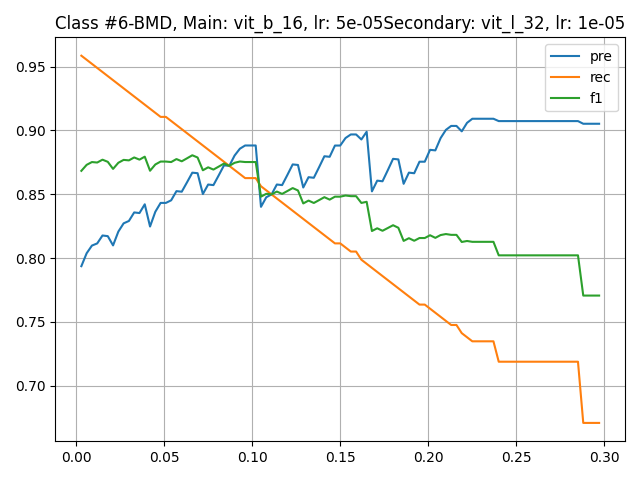 Class #6-BMD, Main: vit_b_16, lr: 5e-05Secondary: vit_l_32, lr: 1e-05
pre
rec
f1
0.95
0.90
0.85
0.80
0.75
0.70
0.00 0.05 0.10 0.15 0.20 0.25 0.30